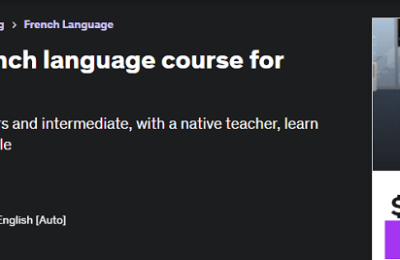 g > French Language
nch language course for
rs and intermediate, with a native teacher, learn
le
English [Auto]
$